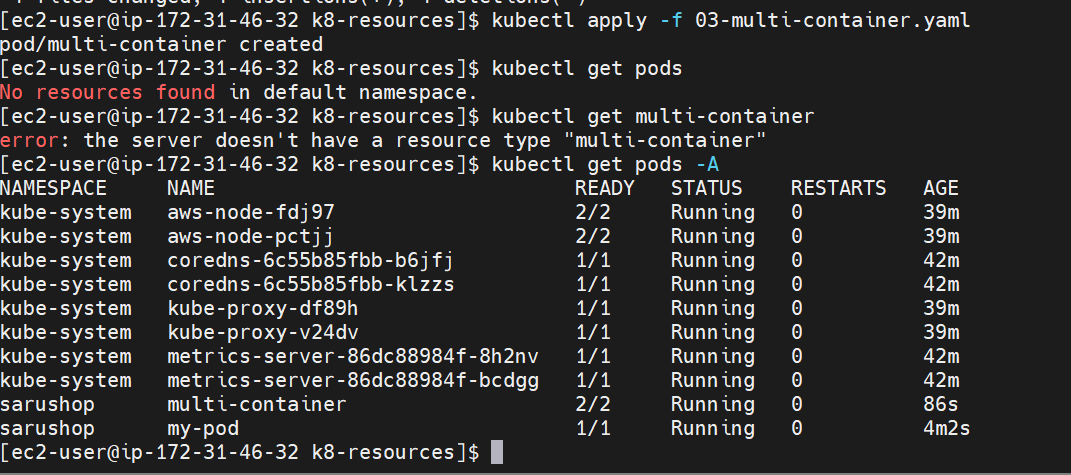 [ec2-user@ip-172-31-46-32 k8-resources]$ kubectl apply -f 03-multi-container.yaml
pod/multi-container created
[ec2-user@ip-172-31-46-32 k8-resources]$ kubectl get pods
No resources found in default namespace.
[ec2-user@ip-172-31-46-32 k8-resources]$ kubectl get multi-container
error: the server doesn't have a resource type "multi-container"
[ec2-user@ip-172-31-46-32 k8-resources]$ kubectl get pods -A
NAMESPACE NAME READY STATUS RESTARTS AGE
kube-system aws-node-fdj97 2/2 Running 0 39m
kube-system aws-node-pctjj 2/2 Running 0 39m
kube-system coredns-6c55b85fbb-b6jfj 1/1 Running 0 42m
kube-system coredns-6c55b85fbb-klzzs 1/1 Running 0 42m
kube-system kube-proxy-df89h 1/1 Running 0 39m
kube-system kube-proxy-v24dv 1/1 Running 0 39m
kube-system metrics-server-86dc88984f-8h2nv 1/1 Running 0 42m
kube-system metrics-server-86dc88984f-bcdgg 1/1 Running 0 42m
sarushop multi-container 2/2 Running 0 86s
sarushop my-pod 1/1 Running 0 4m2s
[ec2-user@ip-172-31-46-32 k8-resources]$